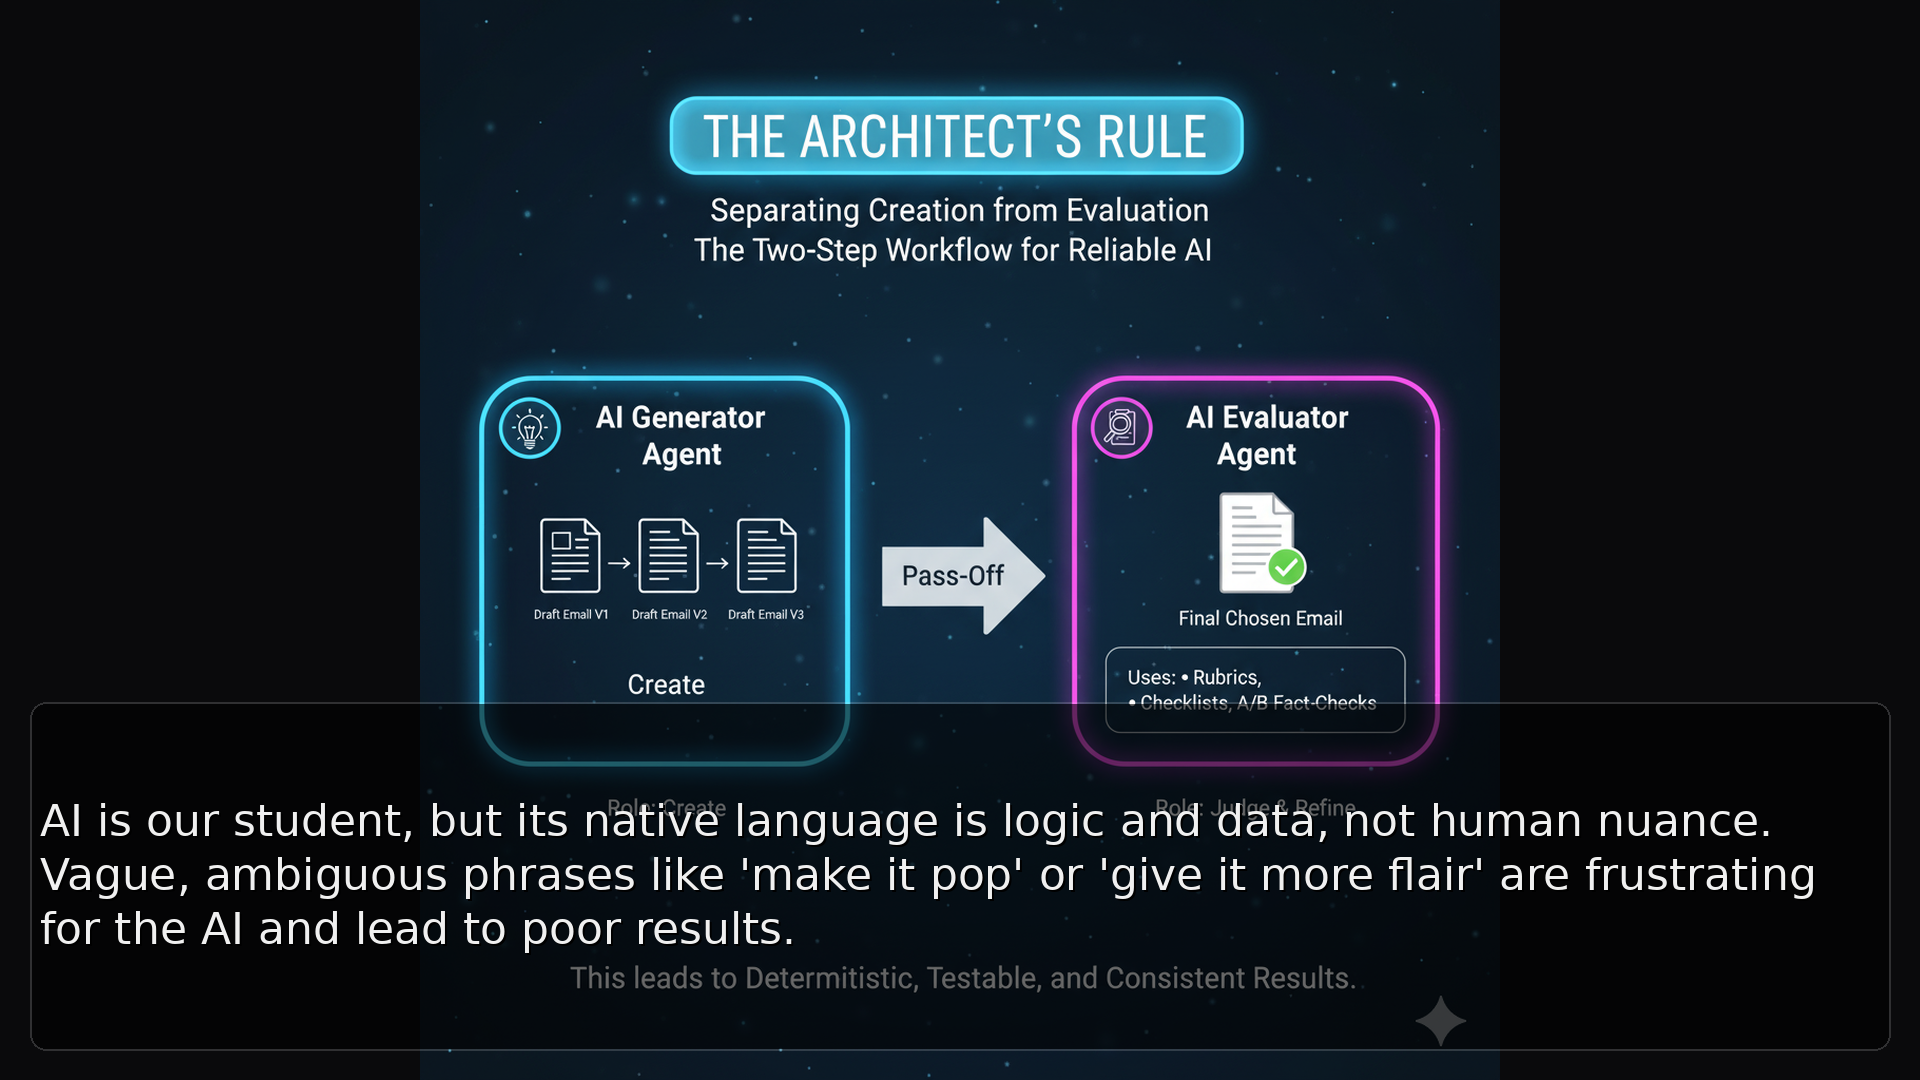 THE ARCHITECT’S RULE
Separating Creation from Evaluation
The Two-Step Workflow for Reliable AI
AI Generator
Agent
Draft Email V1
Draft Email V2
Draft Email V3
Create
Pass-Off
AI Evaluator
Agent
Final Chosen Email
Uses: • Rubrics,
• Checklists, A/B Fact-Checks
Role: Create
Role: Judge & Refine
AI is our student, but its native language is logic and data, not human nuance.
Vague, ambiguous phrases like 'make it pop' or 'give it more flair' are frustrating
for the AI and lead to poor results.
This leads to Determitistic, Testable, and Consistent Results.